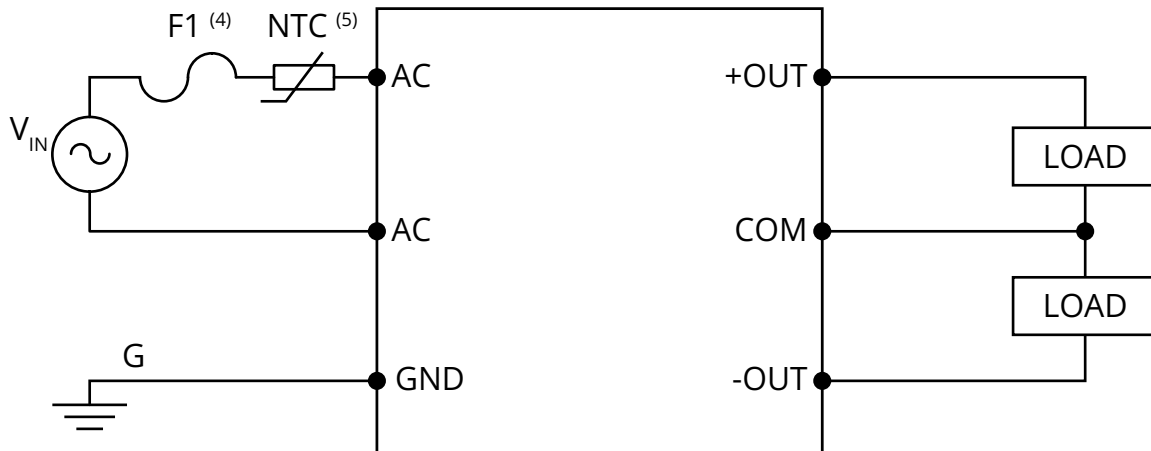 F1 (4)
NTC (5)
AC
+OUT
VIN
LOAD
AC
COM
LOAD
G
GND
-OUT